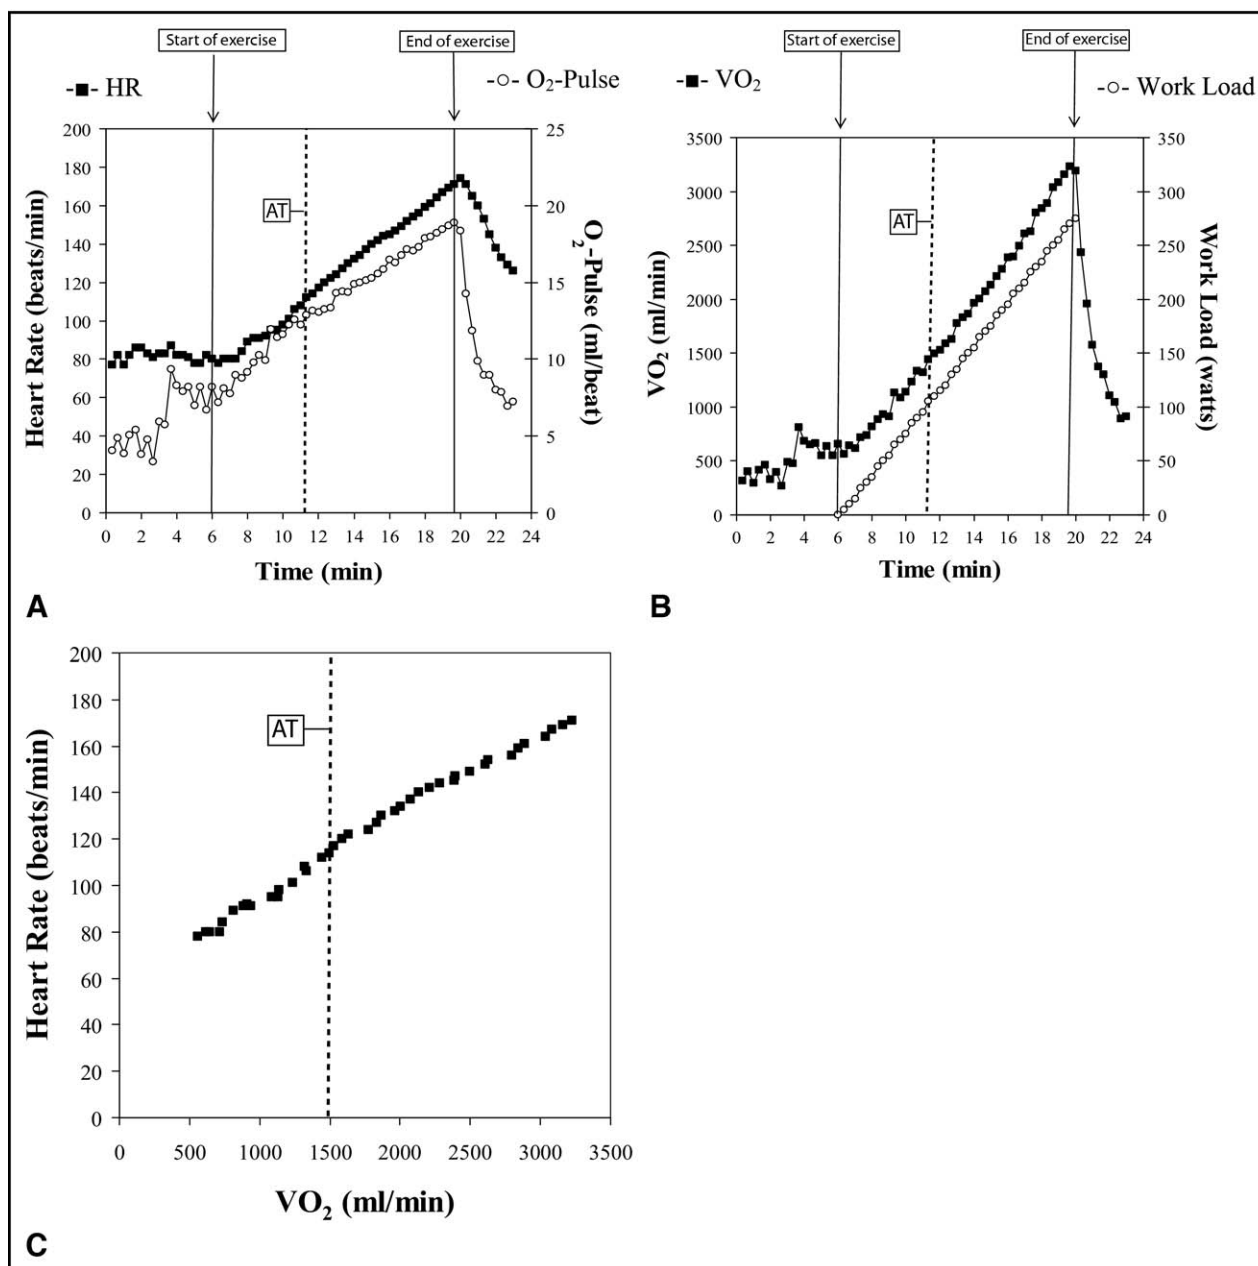 Start of exercise
End of exercise
-■- HR
-○- O₂-Pulse
200
180
160
140
120
100
80
60
40
20
0
25
20
15
10
5
0
0 2 4 6 8 10 12 14 16 18 20 22 24
Heart Rate (beats/min)
O₂-Pulse (ml/beat)
AT
Time (min)
A
Start of exercise
End of exercise
-■- VO₂
-○- Work Load
3500
3000
2500
2000
1500
1000
500
0
350
300
250
200
150
100
50
0
0 2 4 6 8 10 12 14 16 18 20 22 24
VO₂ (ml/min)
Work Load (watts)
AT
Time (min)
B
200
180
160
140
120
100
80
60
40
20
0
0 500 1000 1500 2000 2500 3000 3500
Heart Rate (beats/min)
AT
VO₂ (ml/min)
C